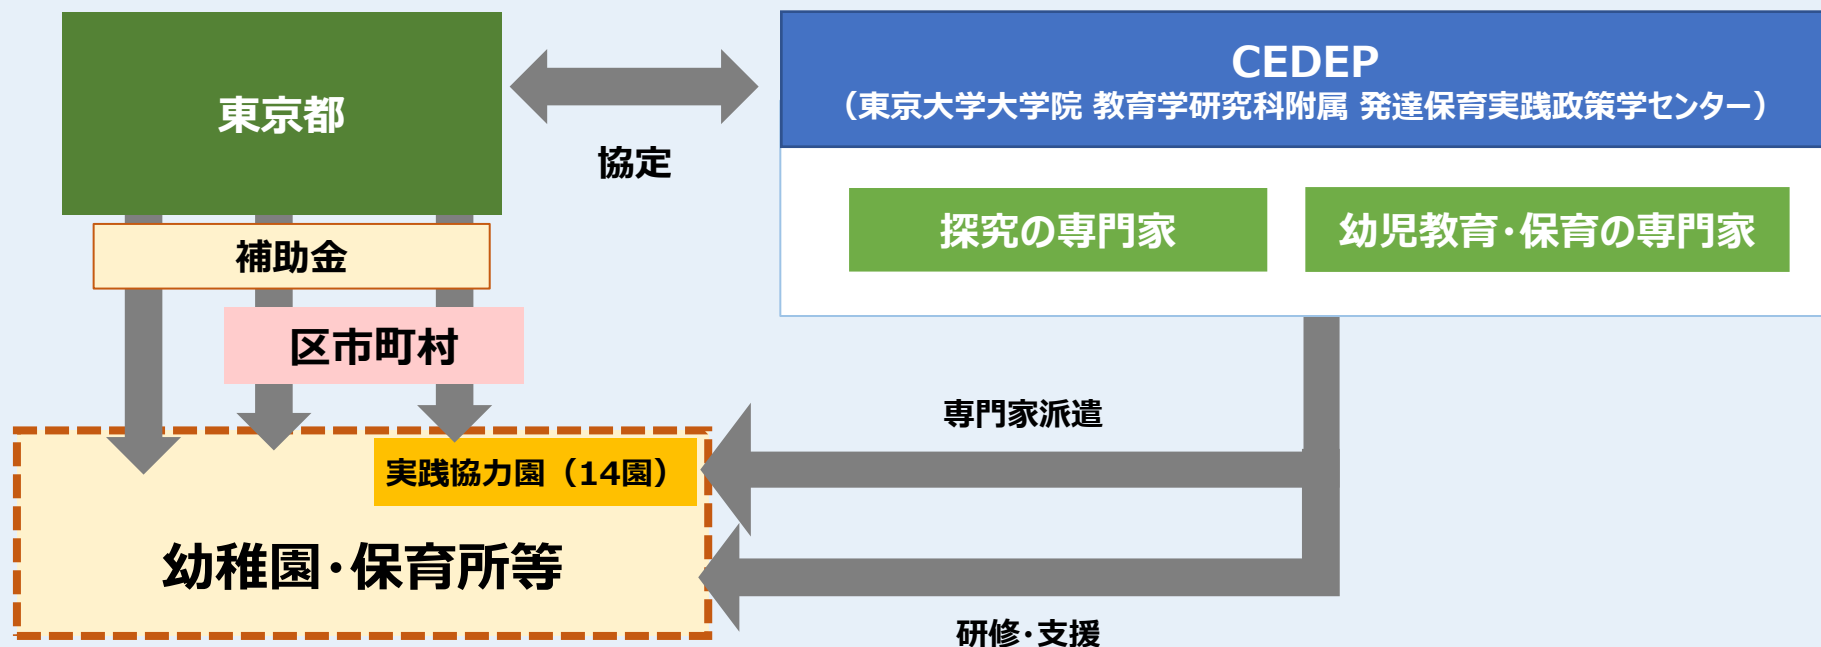 東京都
協定
CEDEP
（東京大学大学院 教育学研究科附属 発達保育実践政策学センター）
探究の専門家
幼児教育･保育の専門家
補助金
区市町村
専門家派遣
実践協力園（14園）
幼稚園･保育所等
研修･支援